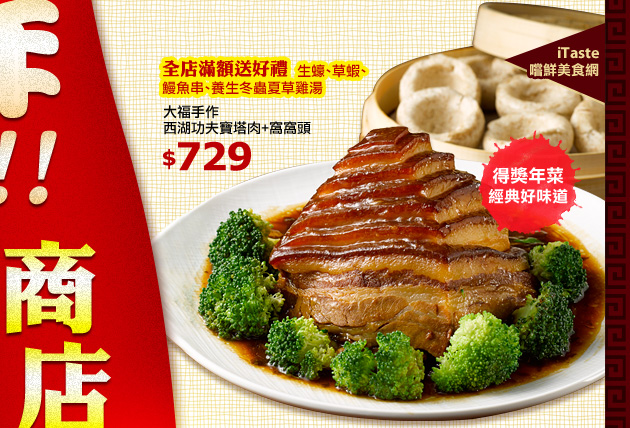 !!
商
店
全店滿額送好禮 生蠔、草蝦、
鰻魚串、養生冬蟲夏草雞湯
大福手作
西湖功夫寶塔肉+窩窩頭
$729
iTaste
嚐鮮美食網
得獎年菜
經典好味道